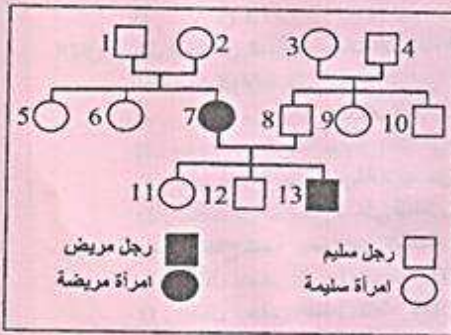 1 2 3 4
5 6 7 8 9 10
11 12 13
رجل مريض رجل سليم
امرأة مريضة امرأة سليمة